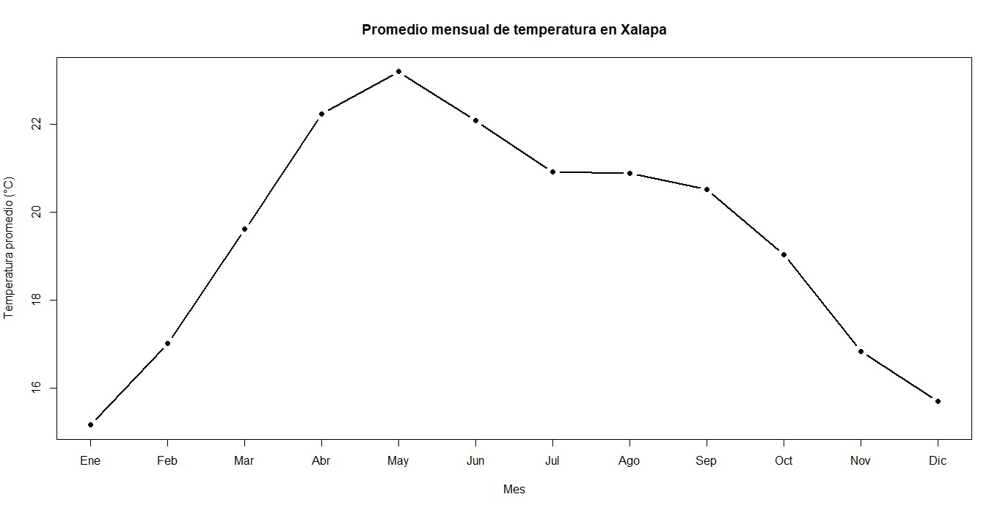 Promedio mensual de temperatura en Xalapa
Temperatura promedio (°C)
22
20
18
16
Ene Feb Mar Abr May Jun Jul Ago Sep Oct Nov Dic
Mes